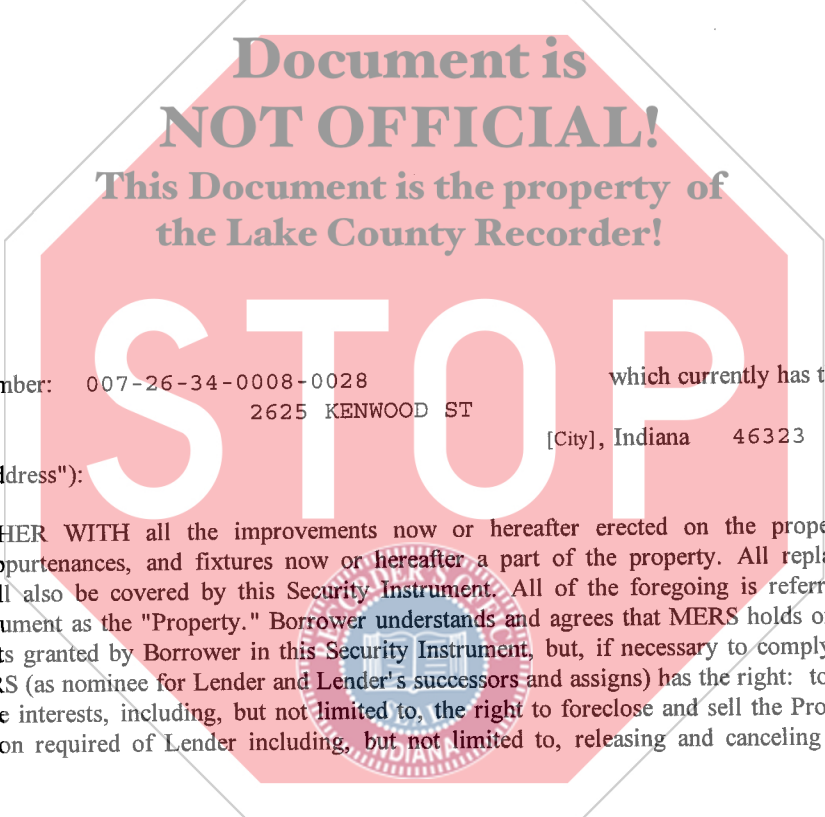 Document is
NOT OFFICIAL!
This Document is the property of
the Lake County Recorder!
STOP
mber: 007-26-34-0008-0028 which currently has t
2625 KENWOOD ST
[City], Indiana 46323
ddress"):
HER WITH all the improvements now or hereafter erected on the prope
ppurtenances, and fixtures now or hereafter a part of the property. All repla
ll also be covered by this Security Instrument. All of the foregoing is referr
ument as the "Property." Borrower understands and agrees that MERS holds o
ts granted by Borrower in this Security Instrument, but, if necessary to comply
RS (as nominee for Lender and Lender's successors and assigns) has the right: to
e interests, including, but not limited to, the right to foreclose and sell the Pro
on required of Lender including, but not limited to, releasing and canceling
RECORDER'S OFFICE
INDIANA